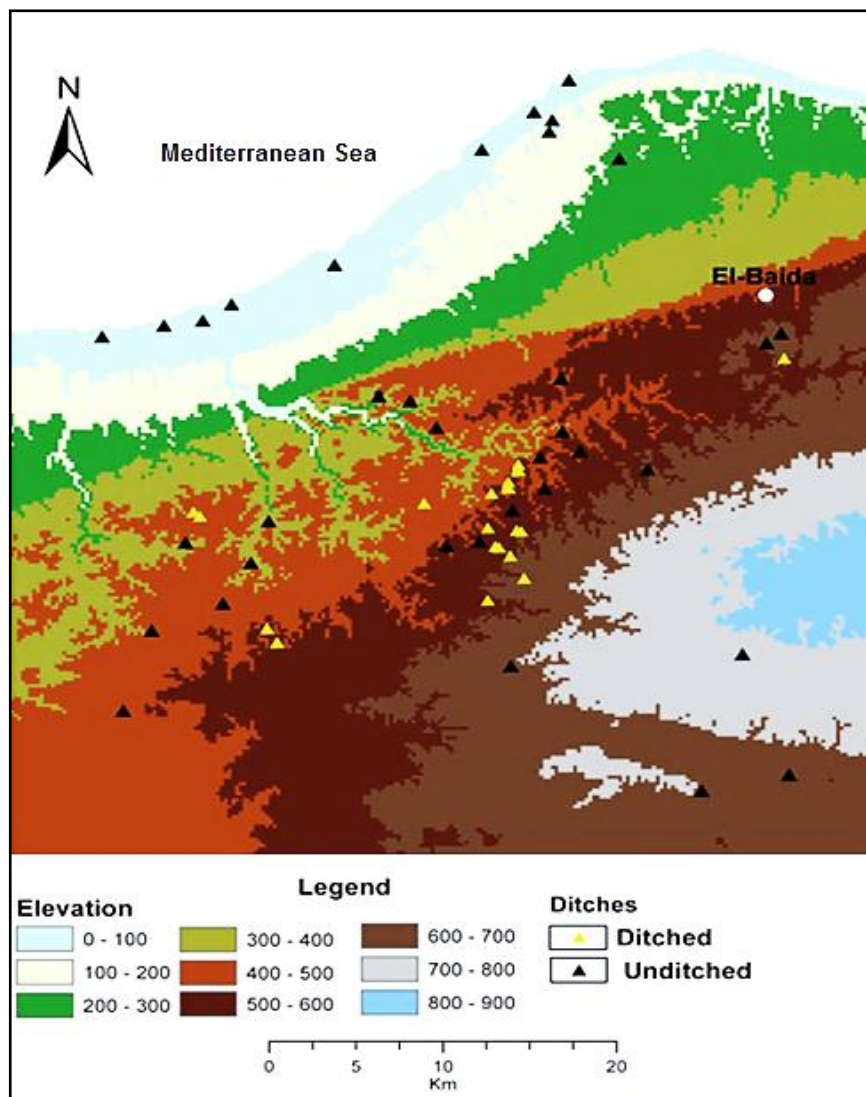 N
Mediterranean Sea
El-Baida
Legend
Elevation
0 - 100
100 - 200
200 - 300
300 - 400
400 - 500
500 - 600
600 - 700
700 - 800
800 - 900
Ditches
Ditched
Unditched
0 5 10 20
Km